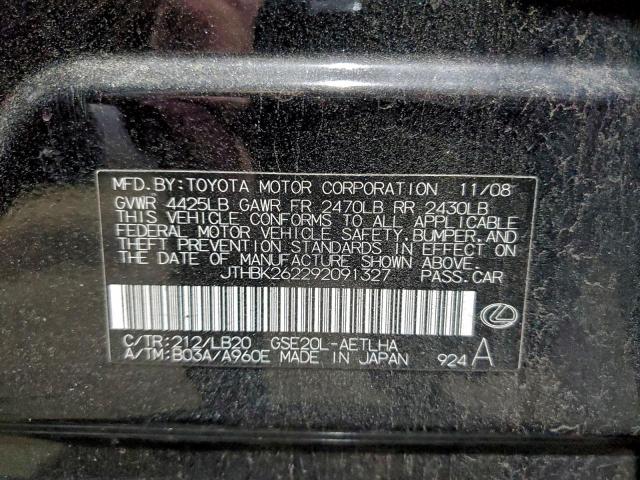 MFD. BY:TOYOTA MOTOR CORPORATION 11/08
GVWR 4425LB GAWR FR 2470LB RR 2430LB
THIS VEHICLE CONFORMS TO ALL APPLICABLE
FEDERAL MOTOR VEHICLE SAFETY,BUMPER,AND
THEFT PREVENTION STANDARDS IN EFFECT ON
THE DATE OF MANUFACTURE SHOWN ABOVE.
JTHBK262292091327 PASS.CAR
C/TR:212/LB20 GSE20L-AETLHA
A/TM:B03A/A960E MADE IN JAPAN 924 A